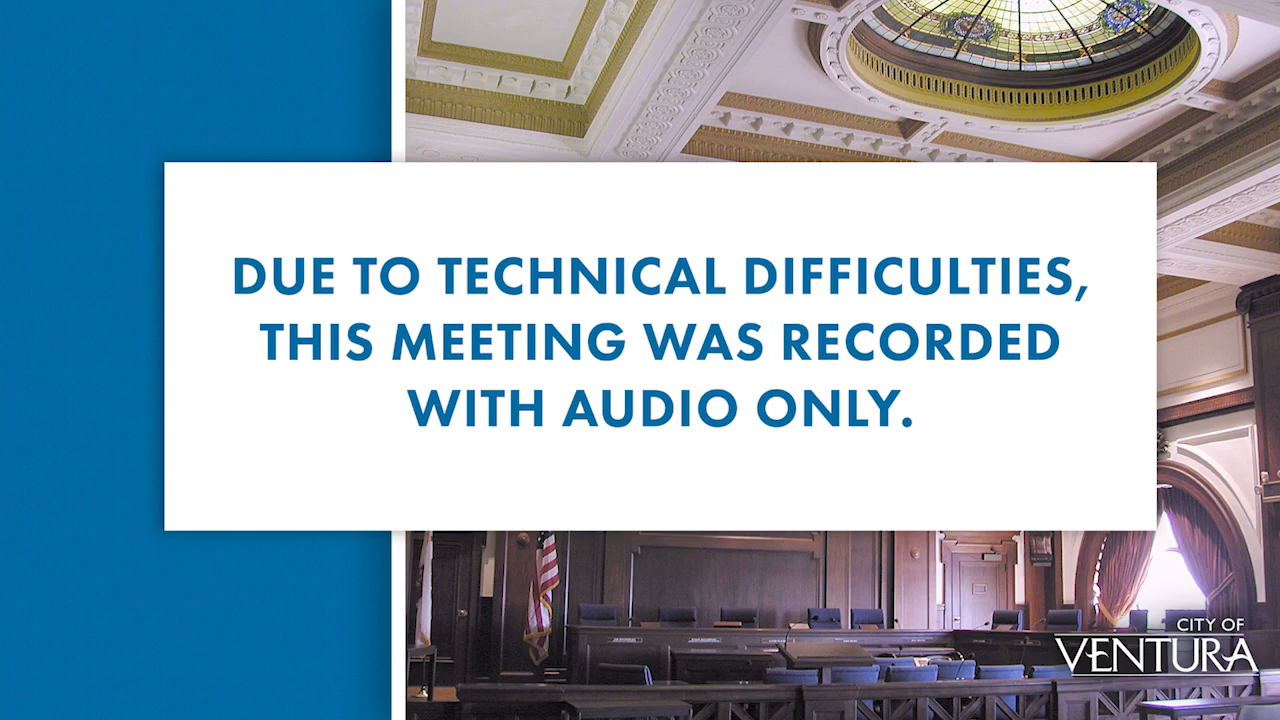 DUE TO TECHNICAL DIFFICULTIES,
THIS MEETING WAS RECORDED
WITH AUDIO ONLY.
CITY OF
VENTURA